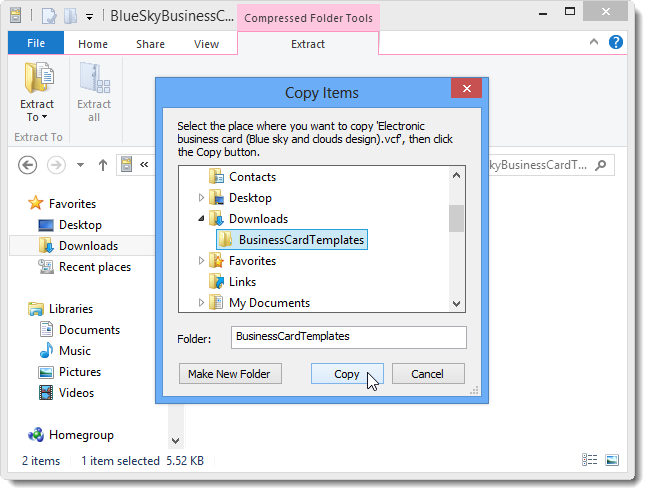 BlueSkyBusinessC...
Compressed Folder Tools
File
Home
Share
View
Extract
Extract
To
Extract
all
Extract To
«
kyBusinessCardT...
Favorites
Desktop
Downloads
Recent places
Libraries
Documents
Music
Pictures
Videos
Homegroup
2 items
1 item selected 5.52 KB
Copy Items
Select the place where you want to copy 'Electronic
business card (Blue sky and clouds design).vcf', then click
the Copy button.
Contacts
Desktop
Downloads
BusinessCardTemplates
Favorites
Links
My Documents
Folder:
BusinessCardTemplates
Make New Folder
Copy
Cancel